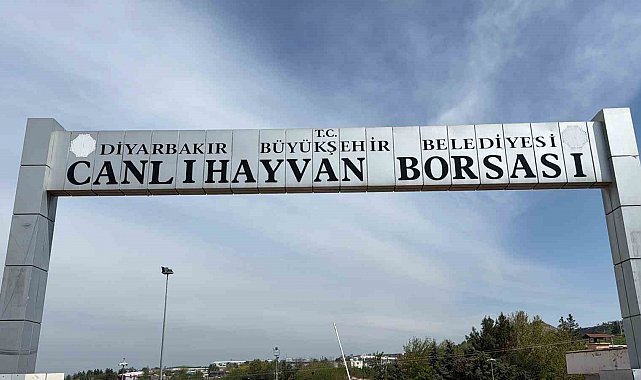 T.C.
DİYARBAKIR BÜYÜKŞEHİR BELEDİYESİ
CANLI HAYVAN BORSASI